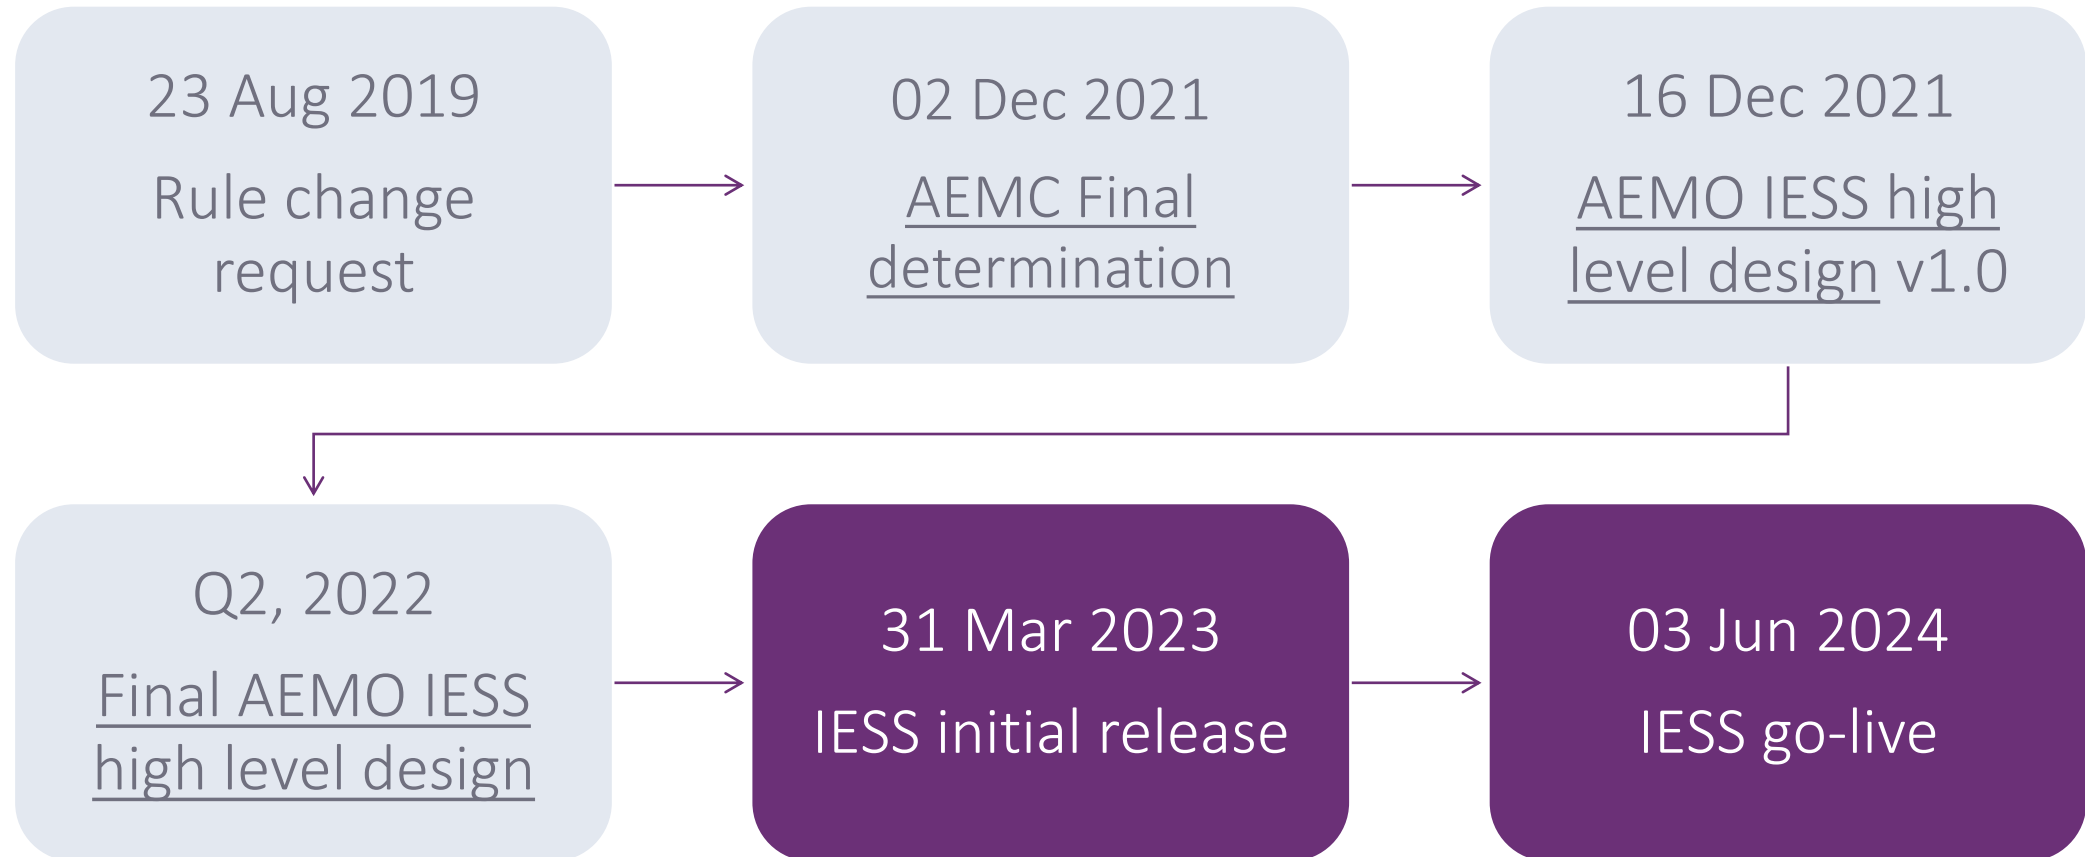 23 Aug 2019
Rule change
request
02 Dec 2021
AEMC Final
determination
16 Dec 2021
AEMO IESS high
level design v1.0
Q2, 2022
Final AEMO IESS
high level design
31 Mar 2023
IESS initial release
03 Jun 2024
IESS go-live